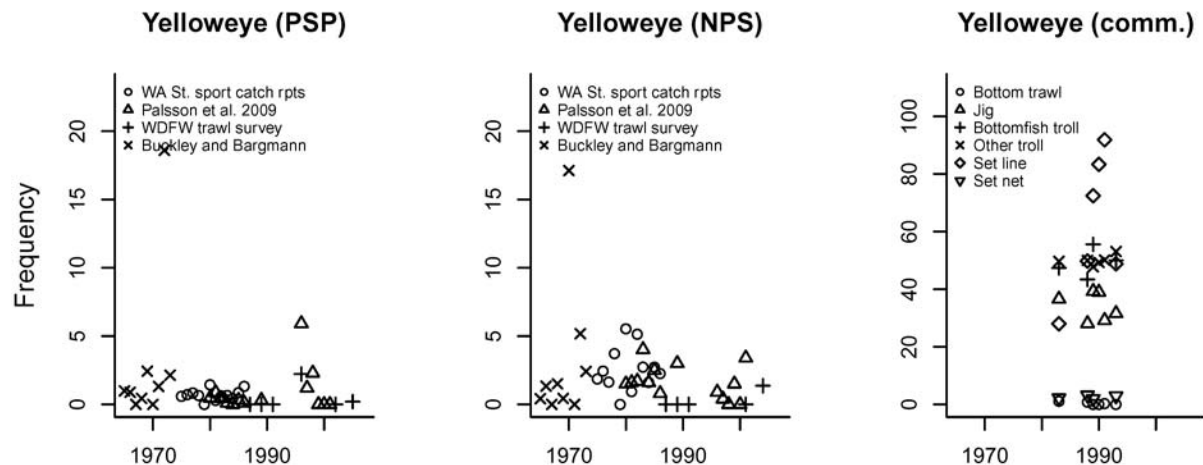 Yelloweye (PSP)
WA St. sport catch rpts
Palsson et al. 2009
WDFW trawl survey
Buckley and Bargmann
Frequency
20
15
10
5
0
1970
1990
Yelloweye (NPS)
WA St. sport catch rpts
Palsson et al. 2009
WDFW trawl survey
Buckley and Bargmann
20
15
10
5
0
1970
1990
Yelloweye (comm.)
Bottom trawl
Jig
Bottomfish troll
Other troll
Set line
Set net
100
80
60
40
20
0
1970
1990